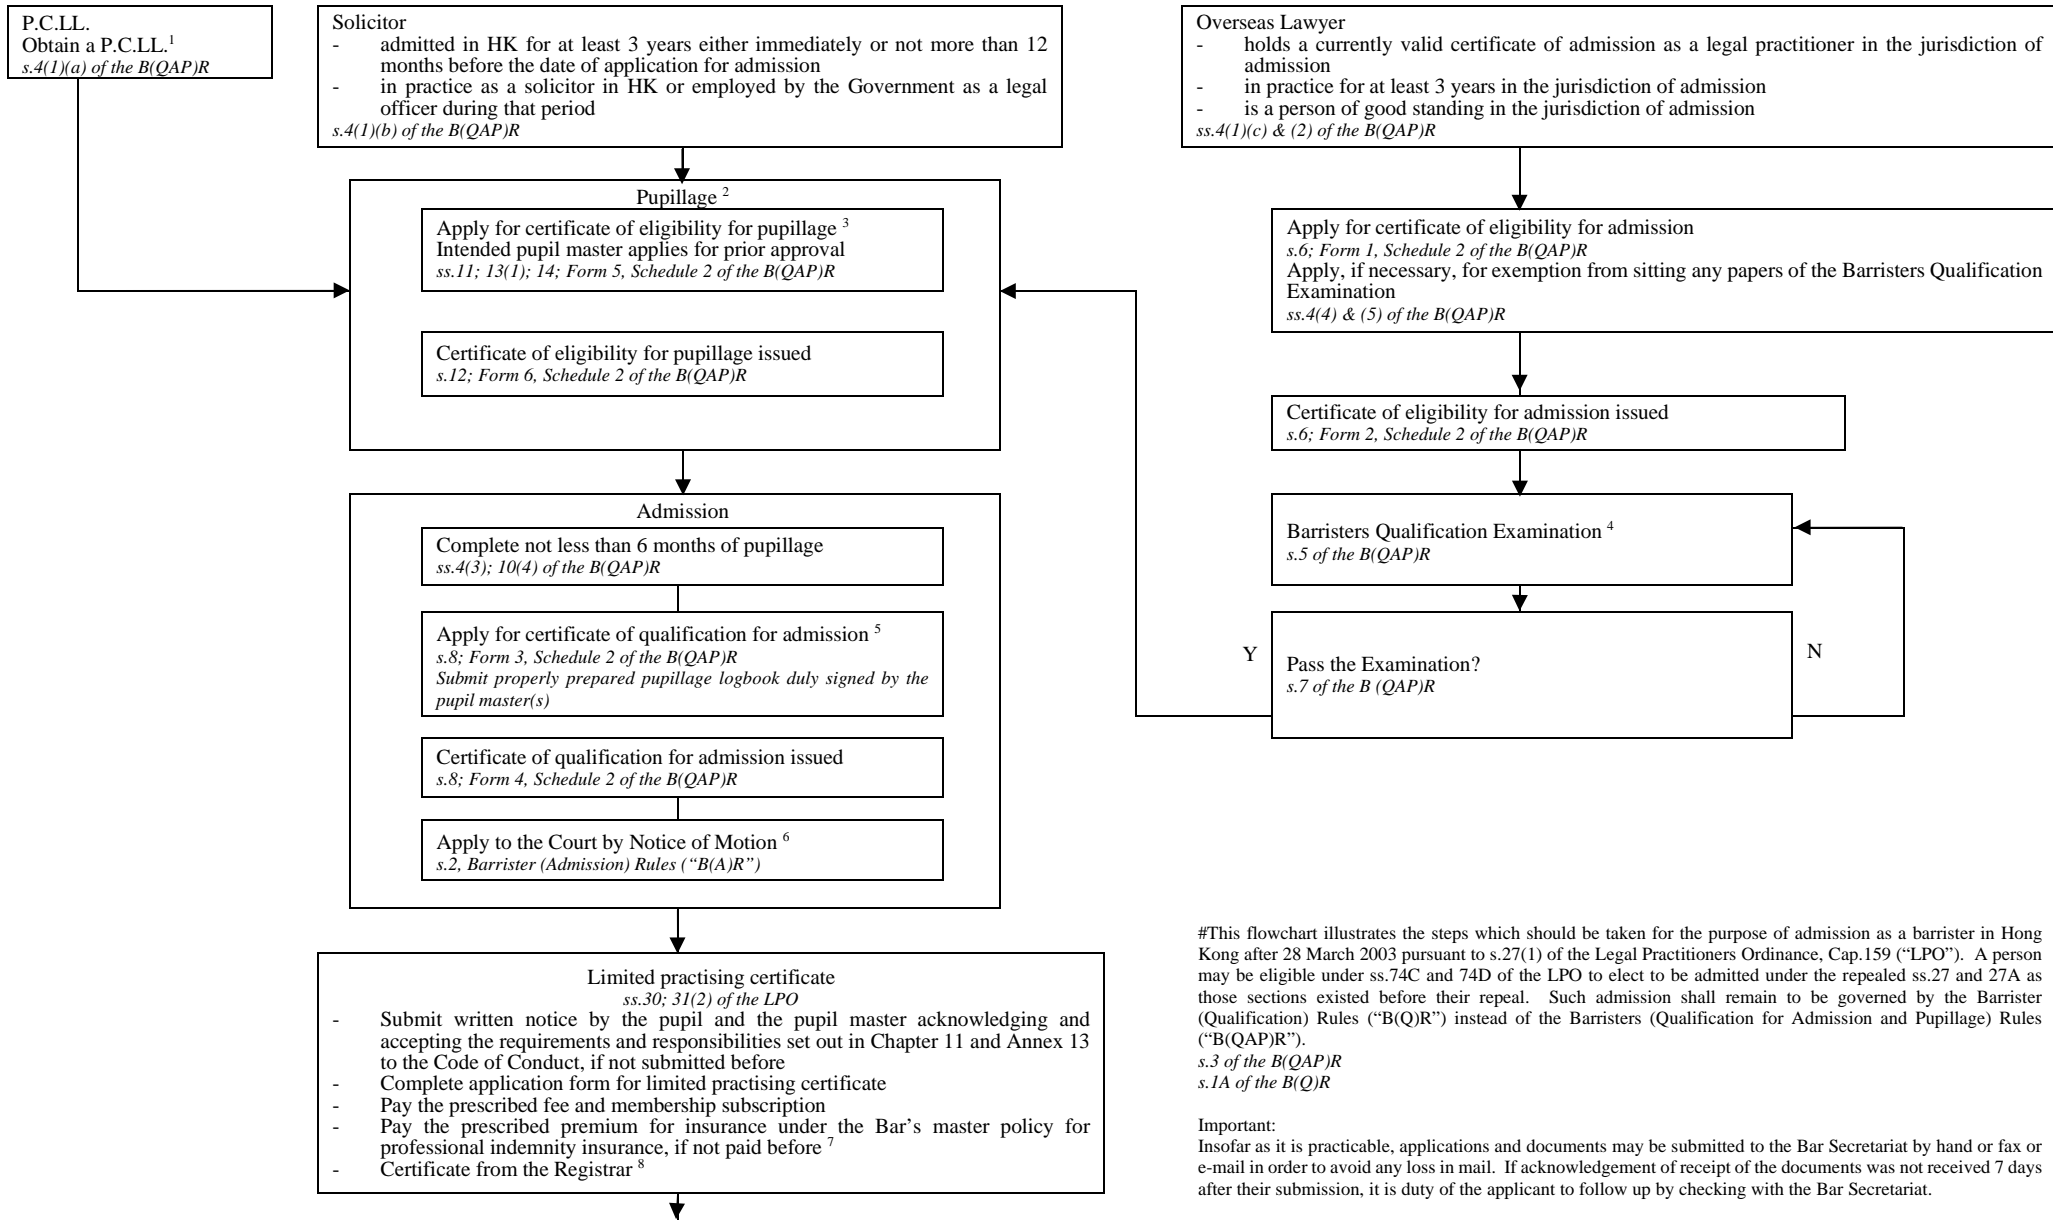 P.C.LL.
Obtain a P.C.LL.1
s.4(1)(a) of the B(QAP)R
Solicitor
- admitted in HK for at least 3 years either immediately or not more than 12
months before the date of application for admission
- in practice as a solicitor in HK or employed by the Government as a legal
officer during that period
s.4(1)(b) of the B(QAP)R
Overseas Lawyer
- holds a currently valid certificate of admission as a legal practitioner in the jurisdiction of
admission
- in practice for at least 3 years in the jurisdiction of admission
- is a person of good standing in the jurisdiction of admission
ss.4(1)(c) & (2) of the B(QAP)R
Pupillage 2
Apply for certificate of eligibility for pupillage 3
Intended pupil master applies for prior approval
ss.11; 13(1); 14; Form 5, Schedule 2 of the B(QAP)R
Certificate of eligibility for pupillage issued
s.12; Form 6, Schedule 2 of the B(QAP)R
Apply for certificate of eligibility for admission
s.6; Form 1, Schedule 2 of the B(QAP)R
Apply, if necessary, for exemption from sitting any papers of the Barristers Qualification
Examination
ss.4(4) & (5) of the B(QAP)R
Certificate of eligibility for admission issued
s.6; Form 2, Schedule 2 of the B(QAP)R
Barristers Qualification Examination 4
s.5 of the B(QAP)R
Y
Pass the Examination?
s.7 of the B (QAP)R
N
Admission
Complete not less than 6 months of pupillage
ss.4(3); 10(4) of the B(QAP)R
Apply for certificate of qualification for admission 5
s.8; Form 3, Schedule 2 of the B(QAP)R
Submit properly prepared pupillage logbook duly signed by the
pupil master(s)
Certificate of qualification for admission issued
s.8; Form 4, Schedule 2 of the B(QAP)R
Apply to the Court by Notice of Motion 6
s.2, Barrister (Admission) Rules (“B(A)R”)
Limited practising certificate
ss.30; 31(2) of the LPO
- Submit written notice by the pupil and the pupil master acknowledging and
accepting the requirements and responsibilities set out in Chapter 11 and Annex 13
to the Code of Conduct, if not submitted before
- Complete application form for limited practising certificate
- Pay the prescribed fee and membership subscription
- Pay the prescribed premium for insurance under the Bar’s master policy for
professional indemnity insurance, if not paid before 7
- Certificate from the Registrar 8
#This flowchart illustrates the steps which should be taken for the purpose of admission as a barrister in Hong
Kong after 28 March 2003 pursuant to s.27(1) of the Legal Practitioners Ordinance, Cap.159 (“LPO”). A person
may be eligible under ss.74C and 74D of the LPO to elect to be admitted under the repealed ss.27 and 27A as
those sections existed before their repeal. Such admission shall remain to be governed by the Barrister
(Qualification) Rules (“B(Q)R”) instead of the Barristers (Qualification for Admission and Pupillage) Rules
(“B(QAP)R”).
s.3 of the B(QAP)R
s.1A of the B(Q)R
Important:
Insofar as it is practicable, applications and documents may be submitted to the Bar Secretariat by hand or fax or
e-mail in order to avoid any loss in mail. If acknowledgement of receipt of the documents was not received 7 days
after their submission, it is duty of the applicant to follow up by checking with the Bar Secretariat.